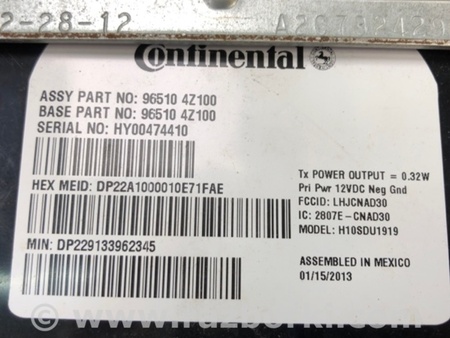 2-28-12
Continental
ASSY PART NO: 96510 4Z100
BASE PART NO: 96510 4Z100
SERIAL NO: HY00474410
HEX MEID: DP22A1000010E71FAE
MIN: DP229133962345
Tx POWER OUTPUT = 0.32W
Pri Pwr 12VDC Neg Gnd
FCCID: LHJCNAD30
IC: 2807E-CNAD30
MODEL: H10SDU1919
ASSEMBLED IN MEXICO
01/15/2013